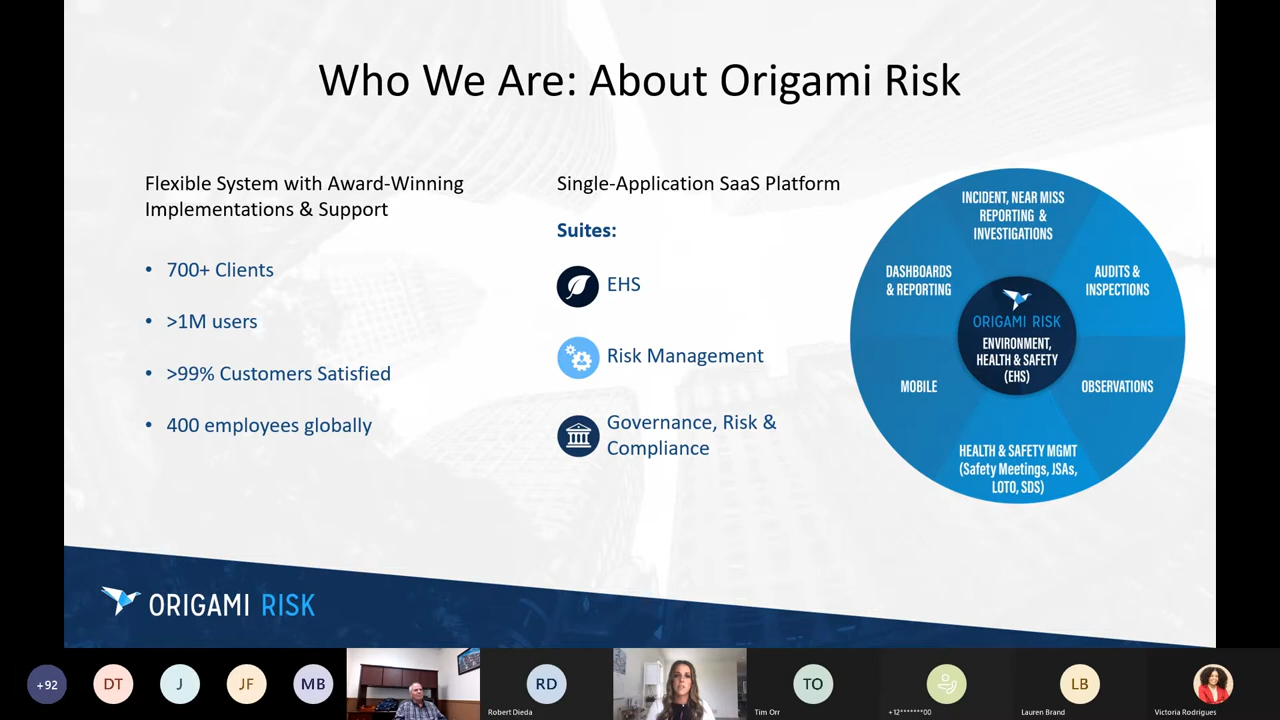 Who We Are: About Origami Risk
Flexible System with Award-Winning
Implementations & Support
• 700+ Clients
• >1M users
• >99% Customers Satisfied
• 400 employees globally
Single-Application SaaS Platform
Suites:
EHS
Risk Management
Governance, Risk &
Compliance
INCIDENT, NEAR MISS
REPORTING &
INVESTIGATIONS
DASHBOARDS
& REPORTING
AUDITS &
INSPECTIONS
ORIGAMI RISK
ENVIRONMENT,
HEALTH & SAFETY
(EHS)
MOBILE
OBSERVATIONS
HEALTH & SAFETY MGMT
(Safety Meetings, JSAs,
LOTO, SDS)
ORIGAMI RISK
+92
DT
J
JF
MB
RD
Robert Dieda
TO
Tim Orr
+12*******00
LB
Lauren Brand
Victoria Rodrigues